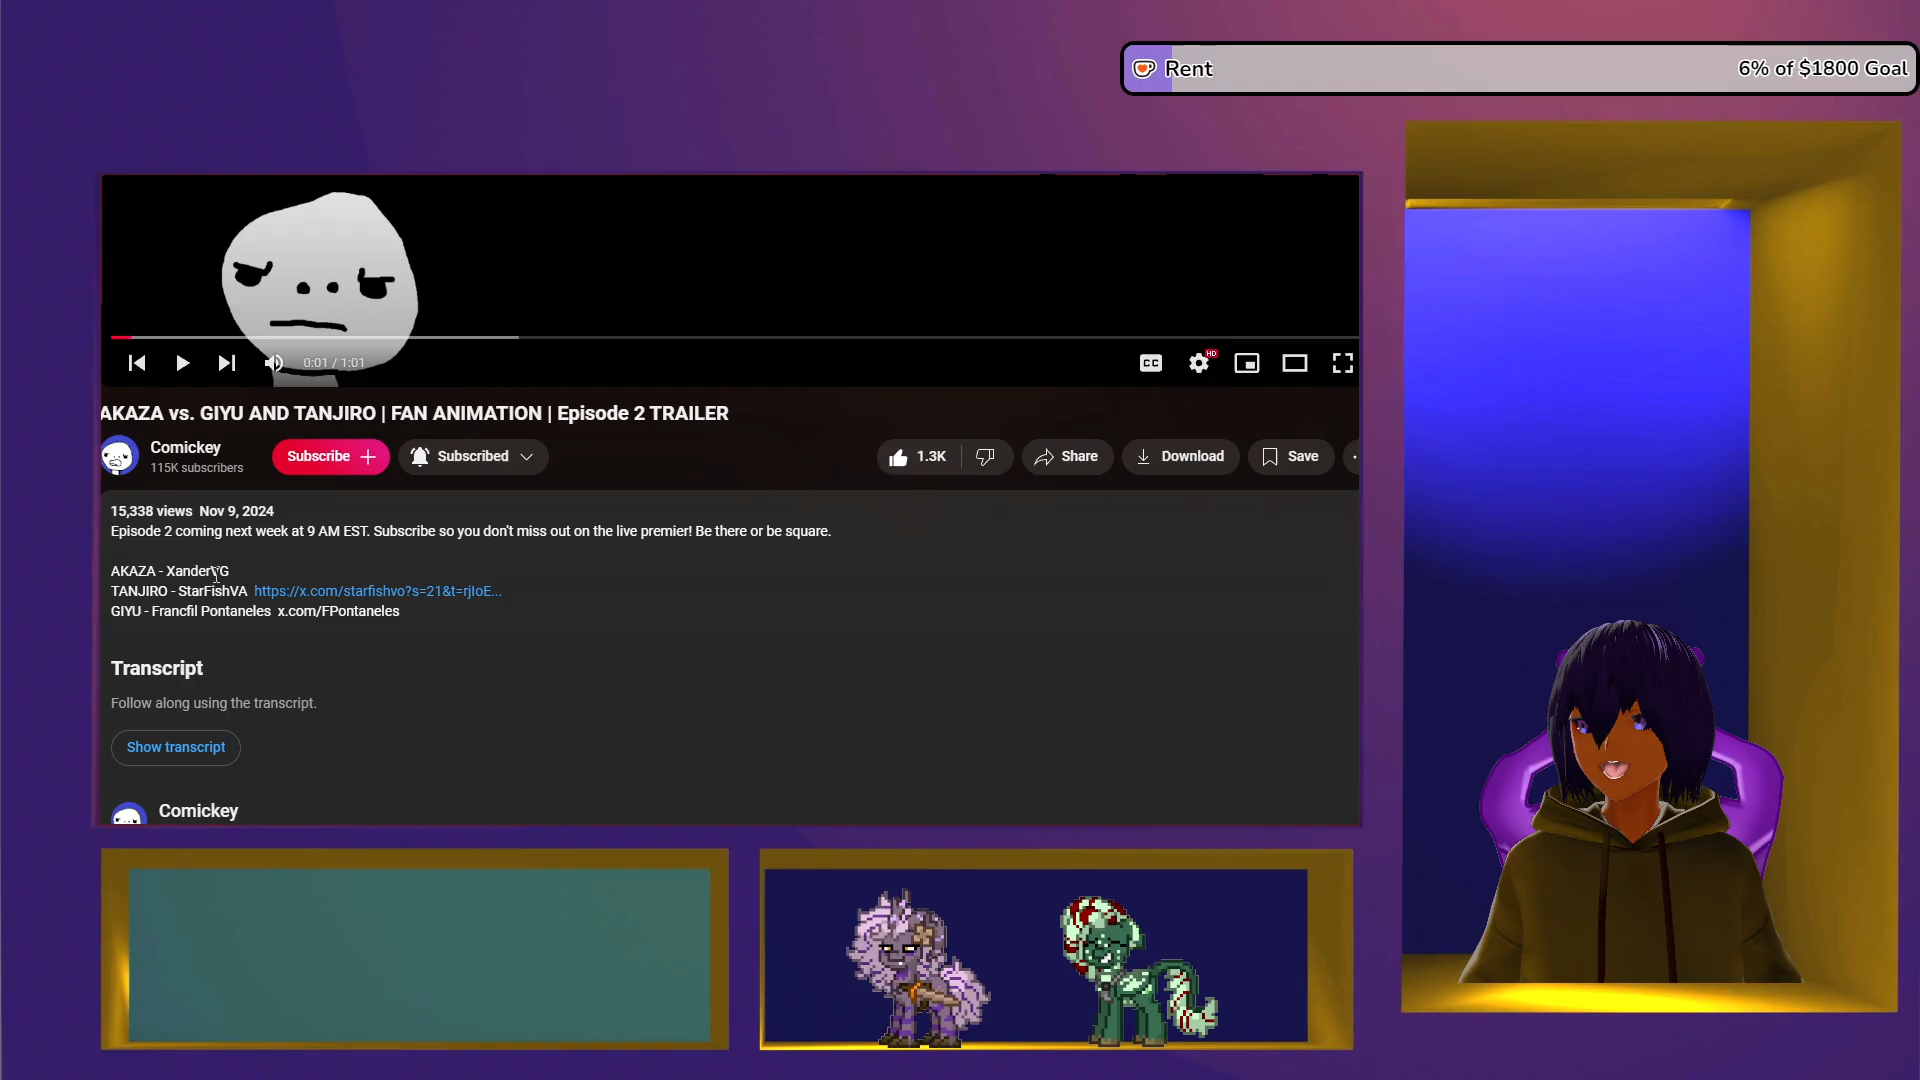 Rent
6% of $1800 Goal
HD
CC
0:01 / 1:01
AKAZA vs. GIYU AND TANJIRO | FAN ANIMATION | Episode 2 TRAILER
Comickey
115K subscribers
Subscribe
Subscribed
1.3K
Share
Download
Save
15,338 views Nov 9, 2024
Episode 2 coming next week at 9 AM EST. Subscribe so you don't miss out on the live premier! Be there or be square.
AKAZA - XanderVG
TANJIRO - StarFishVA https://x.com/starfishvo?s=21&t=rjIoE...
GIYU - Francfil Pontaneles x.com/FPontaneles
Transcript
Follow along using the transcript.
Show transcript
Comickey